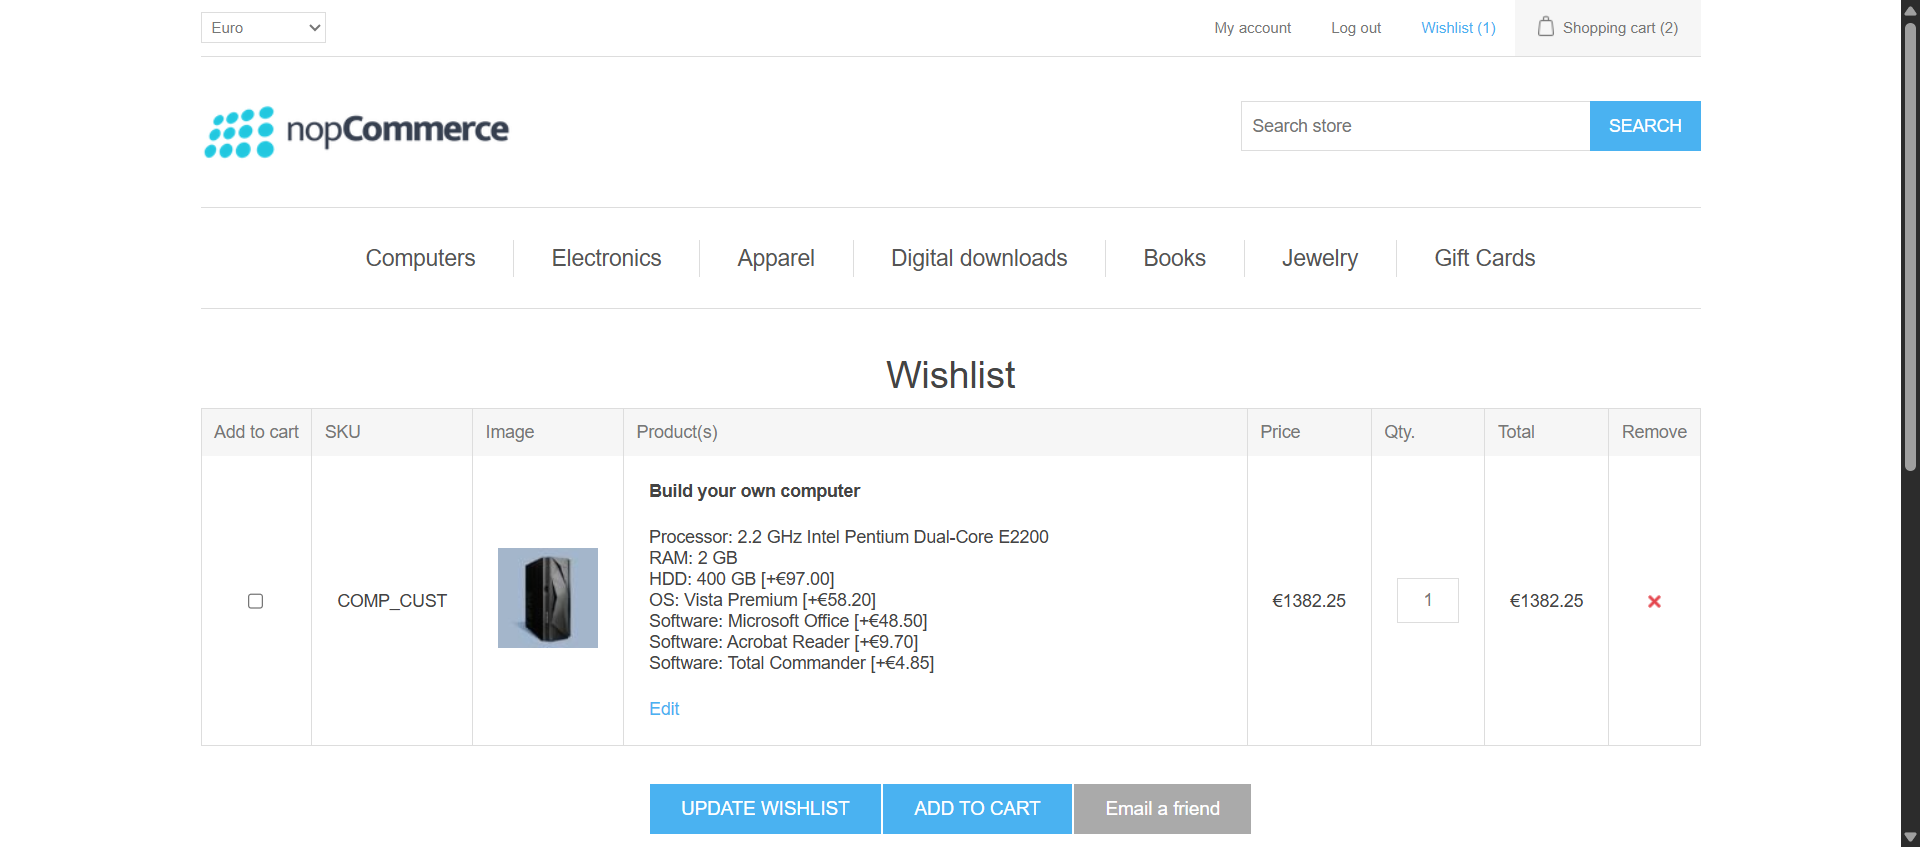 Euro
My account
Log out
Wishlist (1)
Shopping cart (2)
nopCommerce
Search store
SEARCH
Computers
Electronics
Apparel
Digital downloads
Books
Jewelry
Gift Cards
Wishlist
Add to cart
SKU
Image
Product(s)
Price
Qty.
Total
Remove
COMP_CUST
Build your own computer
Processor: 2.2 GHz Intel Pentium Dual-Core E2200
RAM: 2 GB
HDD: 400 GB [+€97.00]
OS: Vista Premium [+€58.20]
Software: Microsoft Office [+€48.50]
Software: Acrobat Reader [+€9.70]
Software: Total Commander [+€4.85]
Edit
€1382.25
1
€1382.25
UPDATE WISHLIST
ADD TO CART
Email a friend